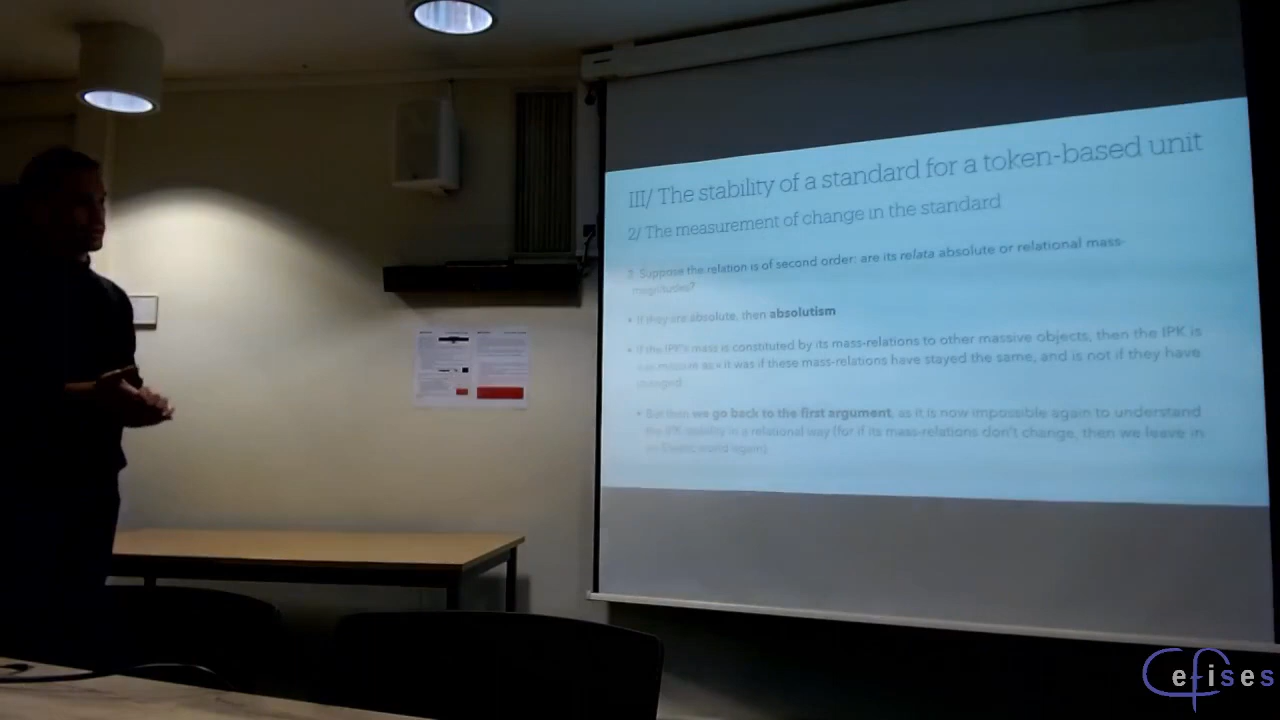 III/ The stability of a standard for a token-based unit
2/ The measurement of change in the standard
Suppose the relation is of second order: are its relata absolute or relational mass-
magnitudes?
• If they are absolute, then absolutism
• If the IPK's mass is constituted by its mass-relations to other massive objects, then the IPK is
« as massive as » it was if these mass-relations have stayed the same, and is not if they have
changed
• But then we go back to the first argument, as it is now impossible again to understand
the IPK stability in a relational way (for if its mass-relations don't change, then we leave in
world again)
Cefises